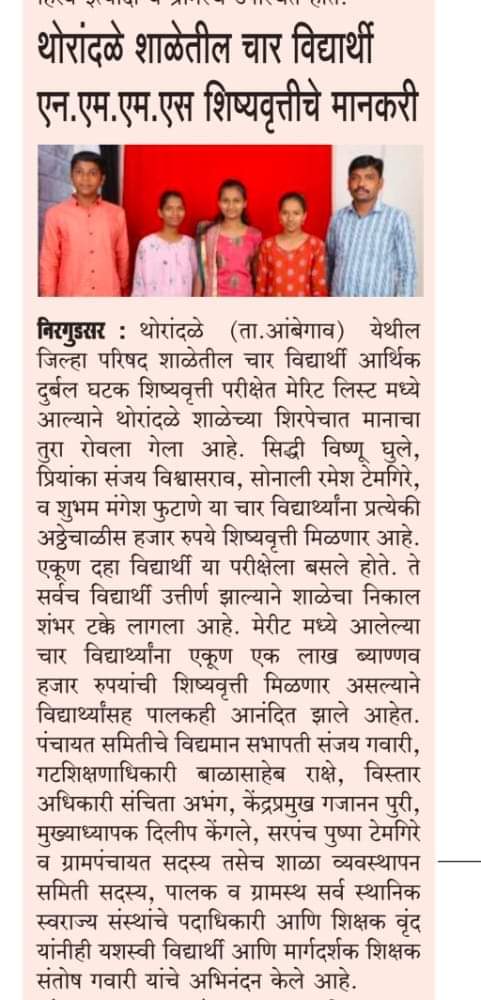 थोरांदळे शाळेतील चार विद्यार्थी
एन.एम.एम.एस शिष्यवृत्तीचे मानकरी
निरगुडसर : थोरांदळे (ता.आंबेगाव) येथील
जिल्हा परिषद शाळेतील चार विद्यार्थी आर्थिक
दुर्बल घटक शिष्यवृत्ती परीक्षेत मेरिट लिस्ट मध्ये
आल्याने थोरांदळे शाळेच्या शिरपेचात मानाचा
तुरा रोवला गेला आहे. सिद्धी विष्णू घुले,
प्रियांका संजय विश्वासराव, सोनाली रमेश टेमगिरे,
व शुभम मंगेश फुटाणे या चार विद्यार्थ्यांना प्रत्येकी
अठ्ठेचाळीस हजार रुपये शिष्यवृत्ती मिळणार आहे.
एकूण दहा विद्यार्थी या परीक्षेला बसले होते. ते
सर्वच विद्यार्थी उत्तीर्ण झाल्याने शाळेचा निकाल
शंभर टक्के लागला आहे. मेरीट मध्ये आलेल्या
चार विद्यार्थ्यांना एकूण एक लाख ब्याण्णव
हजार रुपयांची शिष्यवृत्ती मिळणार असल्याने
विद्यार्थ्यांसह पालकही आनंदित झाले आहेत.
पंचायत समितीचे विद्यमान सभापती संजय गवारी,
गटशिक्षणाधिकारी बाळासाहेब राक्षे, विस्तार
अधिकारी संचिता अभंग, केंद्रप्रमुख गजानन पुरी,
मुख्याध्यापक दिलीप केंगले, सरपंच पुष्पा टेमगिरे
व ग्रामपंचायत सदस्य तसेच शाळा व्यवस्थापन
समिती सदस्य, पालक व ग्रामस्थ सर्व स्थानिक
स्वराज्य संस्थांचे पदाधिकारी आणि शिक्षक वृंद
यांनीही यशस्वी विद्यार्थी आणि मार्गदर्शक शिक्षक
संतोष गवारी यांचे अभिनंदन केले आहे.